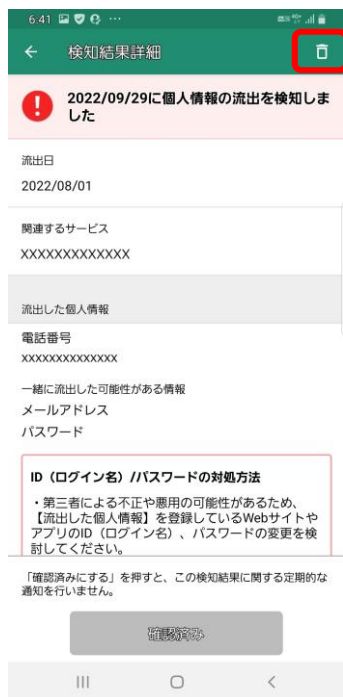 6:41
検知結果詳細
2022/09/29に個人情報の流出を検知しま
した
流出日
2022/08/01
関連するサービス
XXXXXXXXXXXXX
流出した個人情報
電話番号
xxxxxxxxxxxxxx
一緒に流出した可能性がある情報
メールアドレス
パスワード
ID（ログイン名）//パスワードの対処方法
・第三者による不正や悪用の可能性があるため、
【流出した個人情報】を登録しているWebサイトや
アプリのID（ログイン名）、パスワードの変更を検
討してください。
「確認済みにする」を押すと、この検知結果に関する定期的な
通知を行いません。
確認済み